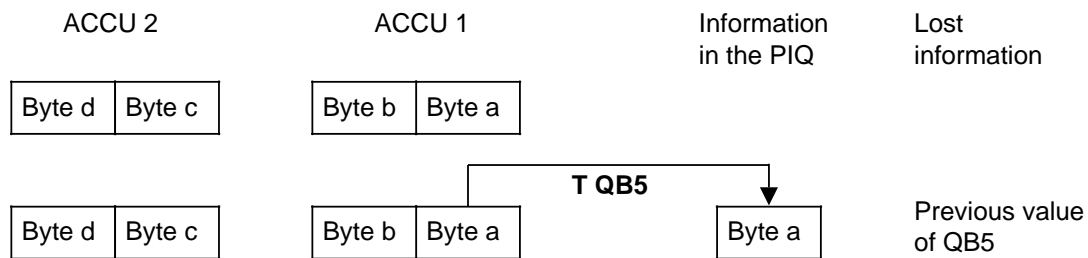 ACCU 2 ACCU 1 Information Lost
in the PIQ information
Byte d Byte c Byte b Byte a
T QB5
Byte d Byte c Byte b Byte a Byte a Previous value
of QB5